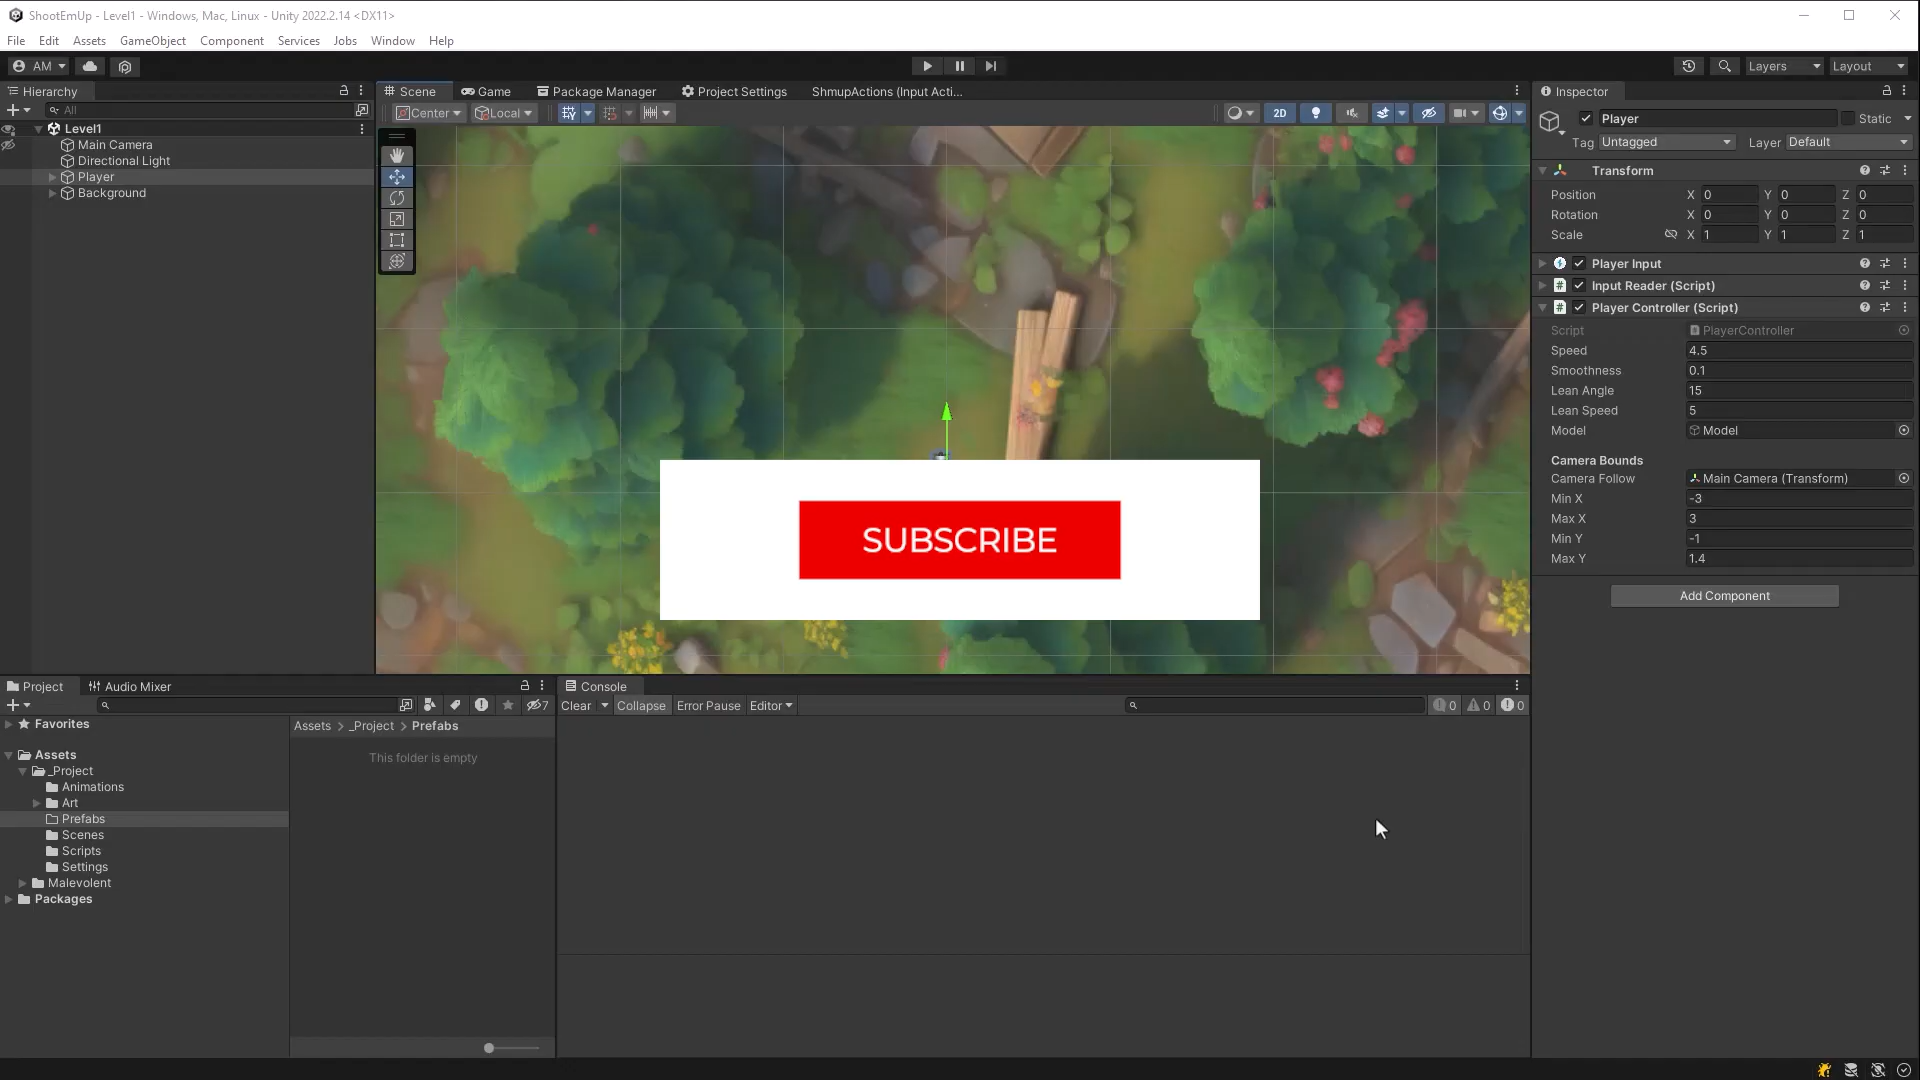 ShootEmUp - Level1 - Windows, Mac, Linux - Unity 2022.2.14 <DX11>
File Edit Assets GameObject Component Services Jobs Window Help
AM Layers Layout
Hierarchy
All
Level1
Main Camera
Directional Light
Player
Background
Scene Game Package Manager Project Settings ShmupActions (Input Acti...
Center Local 2D
SUBSCRIBE
Inspector
Player Static
Tag Untagged Layer Default
Transform
Position X 0 Y 0 Z 0
Rotation X 0 Y 0 Z 0
Scale X 1 Y 1 Z 1
Player Input
Input Reader (Script)
Player Controller (Script)
Script PlayerController
Speed 4.5
Smoothness 0.1
Lean Angle 15
Lean Speed 5
Model Model
Camera Bounds
Camera Follow Main Camera (Transform)
Min X -3
Max X 3
Min Y -1
Max Y 1.4
Add Component
Project Audio Mixer
7
Favorites
Assets
_Project
Animations
Art
Prefabs
Scenes
Scripts
Settings
Malevolent
Packages
Assets > _Project > Prefabs
This folder is empty
Console
Clear Collapse Error Pause Editor 0 0 0